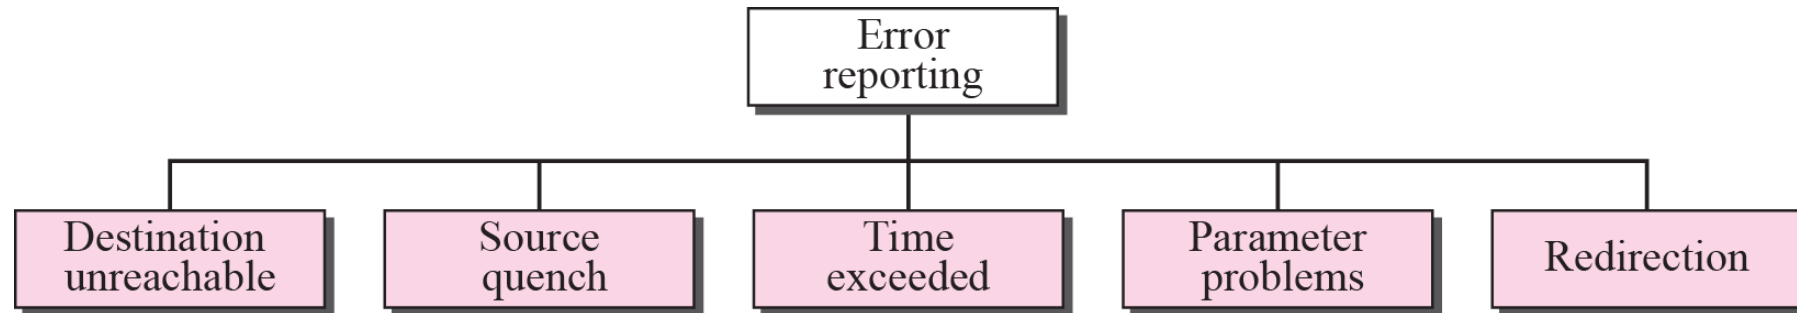 Error
reporting
Destination
unreachable
Source
quench
Time
exceeded
Parameter
problems
Redirection